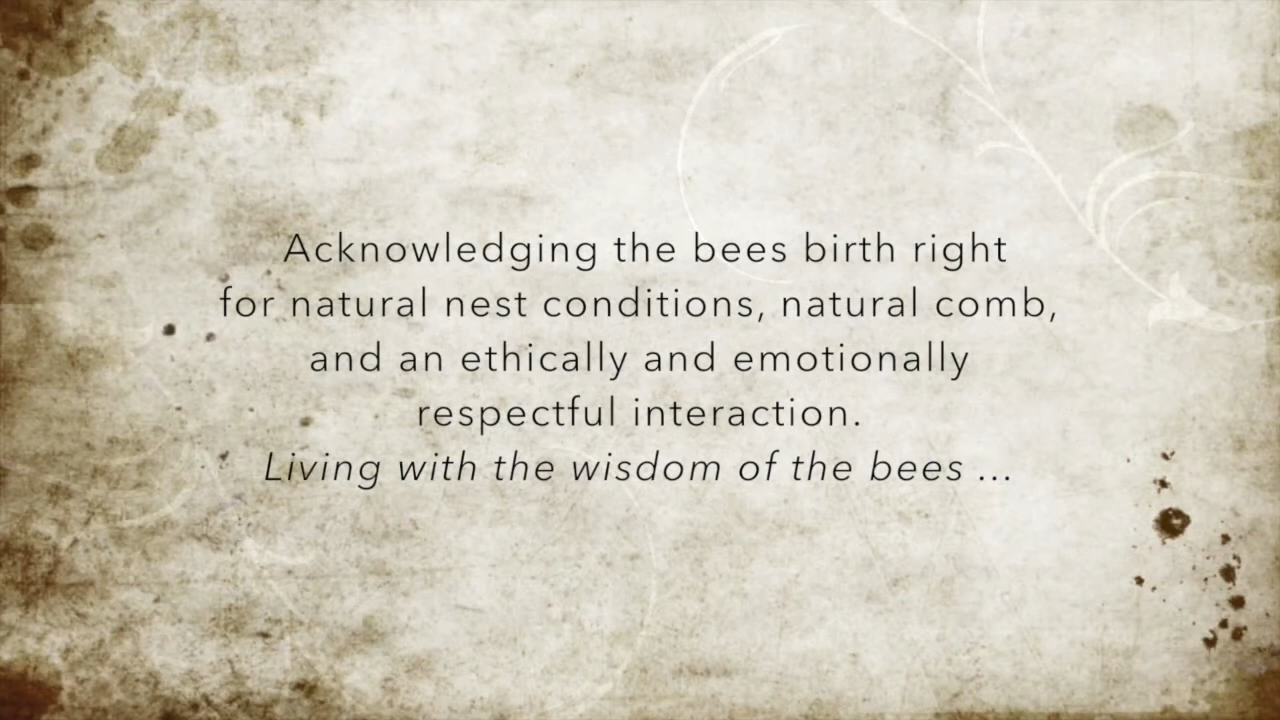 Acknowledging the bees birth right
for natural nest conditions, natural comb,
and an ethically and emotionally
respectful interaction.
Living with the wisdom of the bees ...